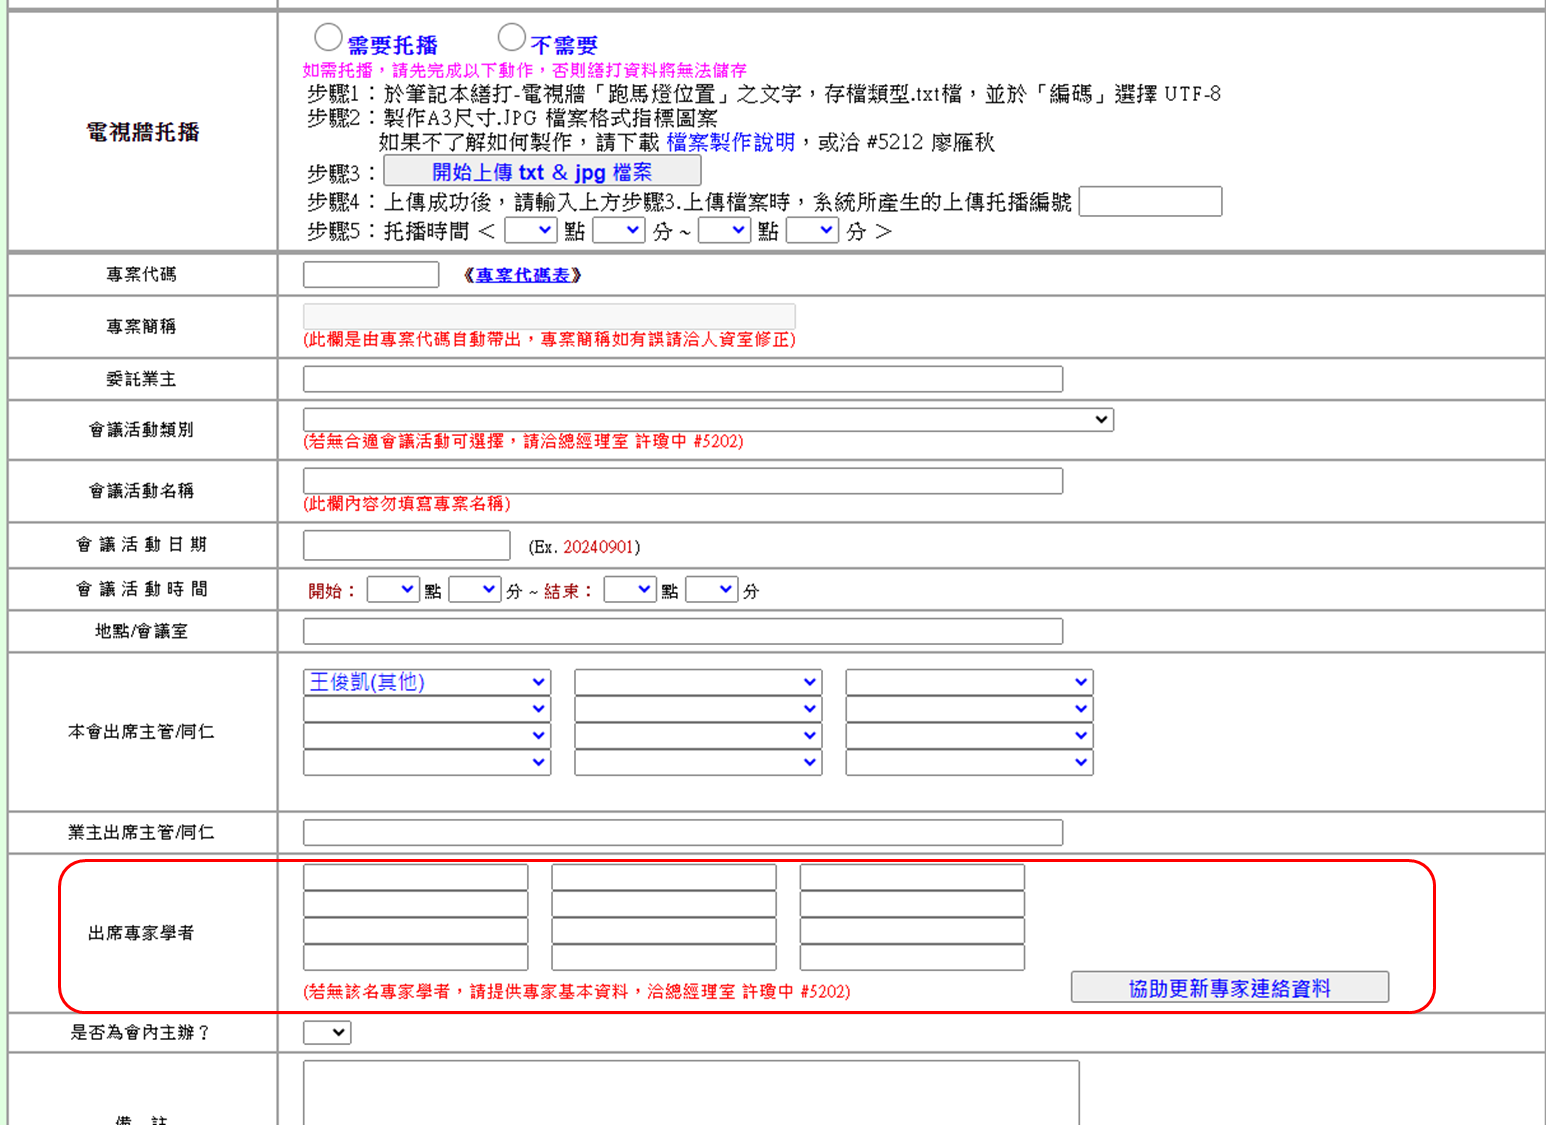 需要托播 不需要
如需托播，請先完成以下動作，否則繕打資料將無法儲存
步驟1：於筆記本繕打-電視牆「跑馬燈位置」之文字，存檔類型.txt檔，並於「編碼」選擇 UTF-8
步驟2：製作A3尺寸.JPG 檔案格式指標圖案
如果不了解如何製作，請下載 檔案製作說明，或洽 #5212 廖雁秋
電視牆托播
步驟3： 開始上傳 txt & jpg 檔案
步驟4：上傳成功後，請輸入上方步驟3.上傳檔案時，系統所產生的上傳托播編號
步驟5：托播時間 < 點 分 ~ 點 分 >
專案代碼 《專案代碼表》
專案簡稱
(此欄是由專案代碼自動帶出，專案簡稱如有誤請洽人資室修正)
委託業主
會議活動類別
(若無合適會議活動可選擇，請洽總經理室 許瓊中 #5202)
會議活動名稱
(此欄內容勿填寫專案名稱)
會議活動日期 (Ex. 20240901)
會議活動時間 開始： 點 分 ~ 結束： 點 分
地點/會議室
王俊凱(其他)
本會出席主管/同仁
業主出席主管/同仁
出席專家學者
(若無該名專家學者，請提供專家基本資料，洽總經理室 許瓊中 #5202) 協助更新專家連絡資料
是否為會內主辦？
備 註